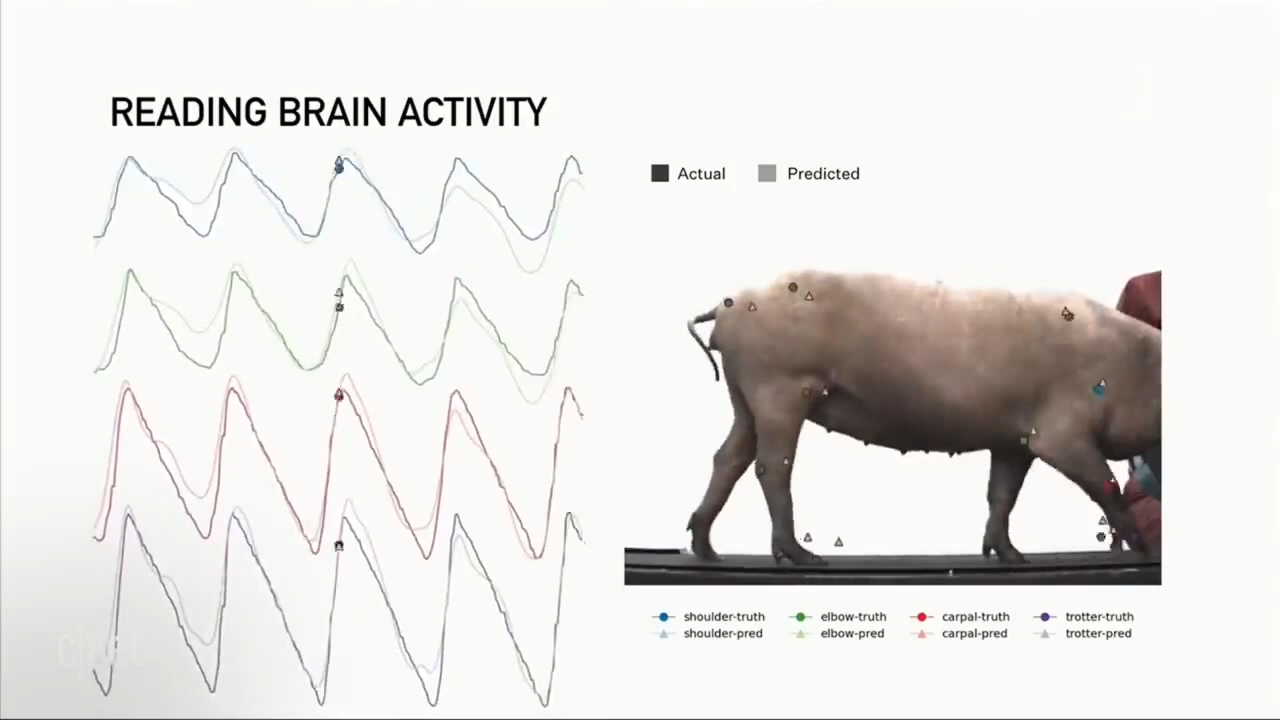 READING BRAIN ACTIVITY
Actual Predicted
shoulder-truth elbow-truth carpal-truth trotter-truth
shoulder-pred elbow-pred carpal-pred trotter-pred
c|net